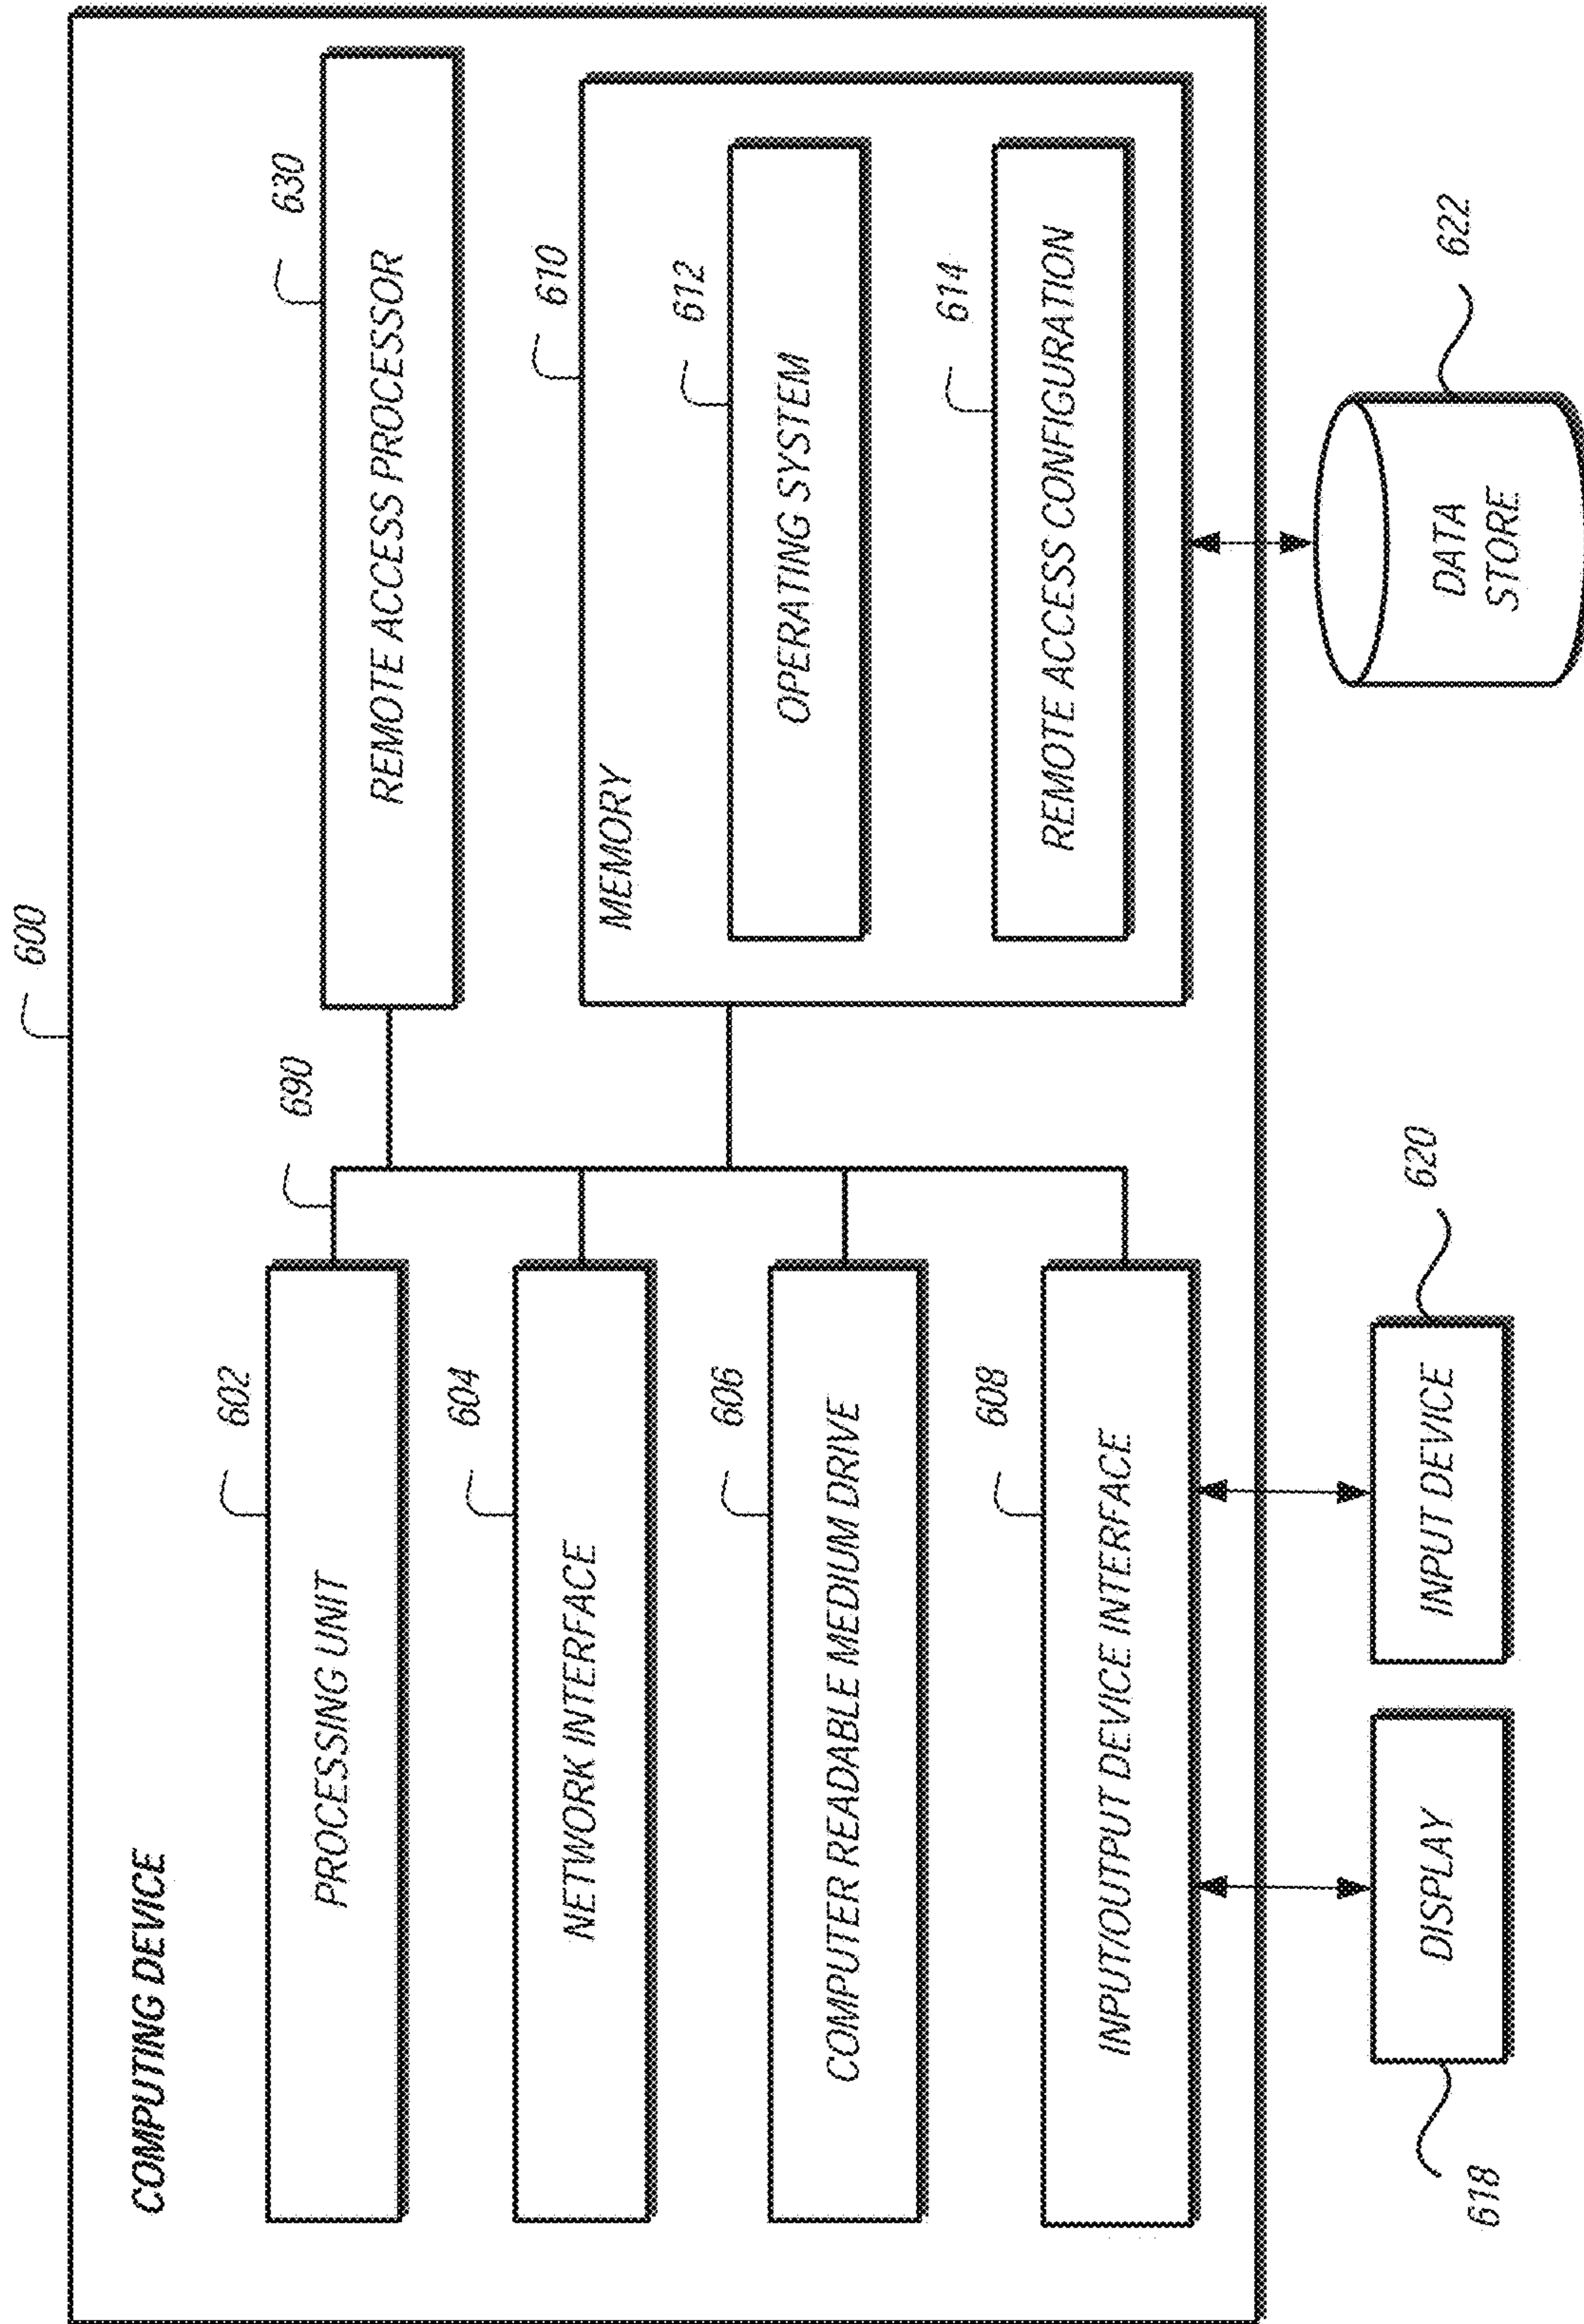 600
COMPUTING DEVICE
602
PROCESSING UNIT
690
630
REMOTE ACCESS PROCESSOR
604
NETWORK INTERFACE
610
MEMORY
606
COMPUTER READABLE MEDIUM DRIVE
612
OPERATING SYSTEM
608
INPUT/OUTPUT DEVICE INTERFACE
614
REMOTE ACCESS CONFIGURATION
618
DISPLAY
INPUT DEVICE
620
DATA
STORE
622